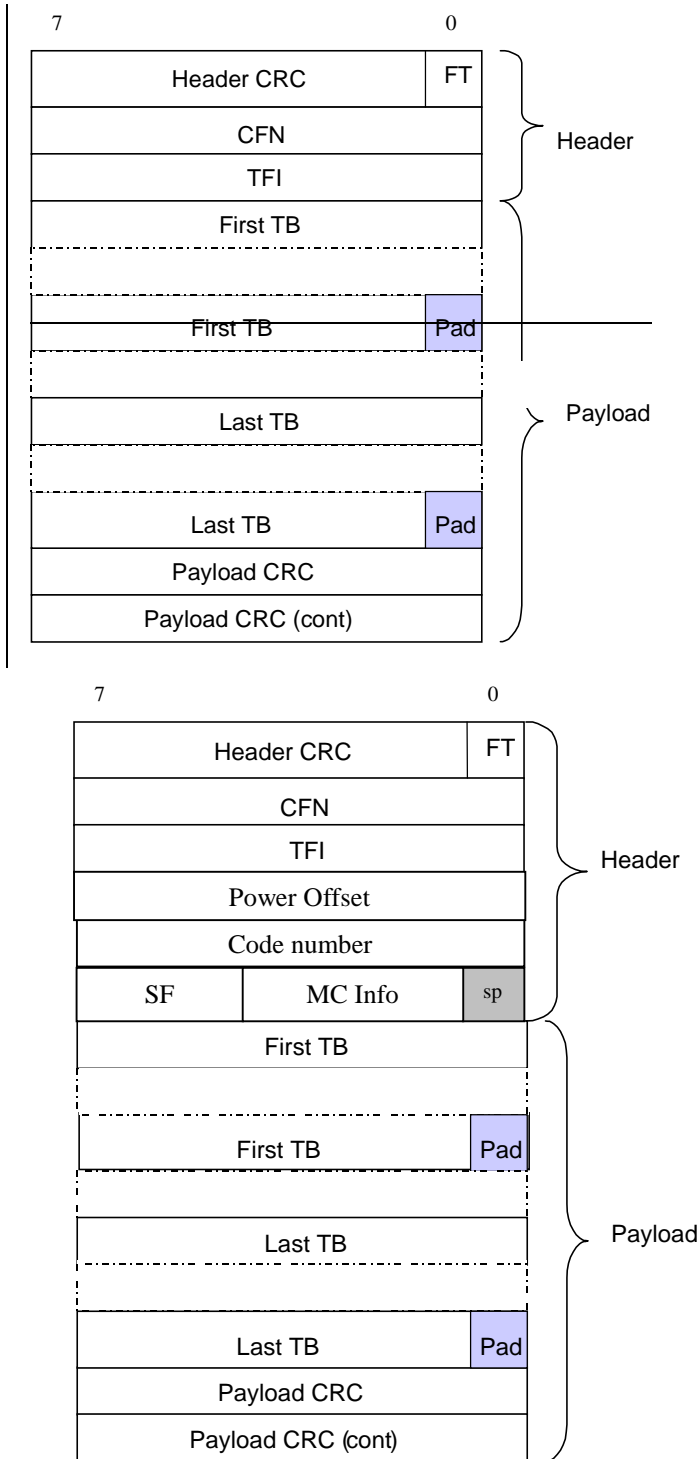 7 0
Header CRC FT
CFN
Header
TFI
First TB
First TB Pad
Payload
Last TB
Last TB Pad
Payload CRC
Payload CRC (cont)
7 0
Header CRC FT
CFN
TFI
Header
Power Offset
Code number
SF MC Info sp
First TB
First TB Pad
Last TB
Payload
Last TB Pad
Payload CRC
Payload CRC (cont)